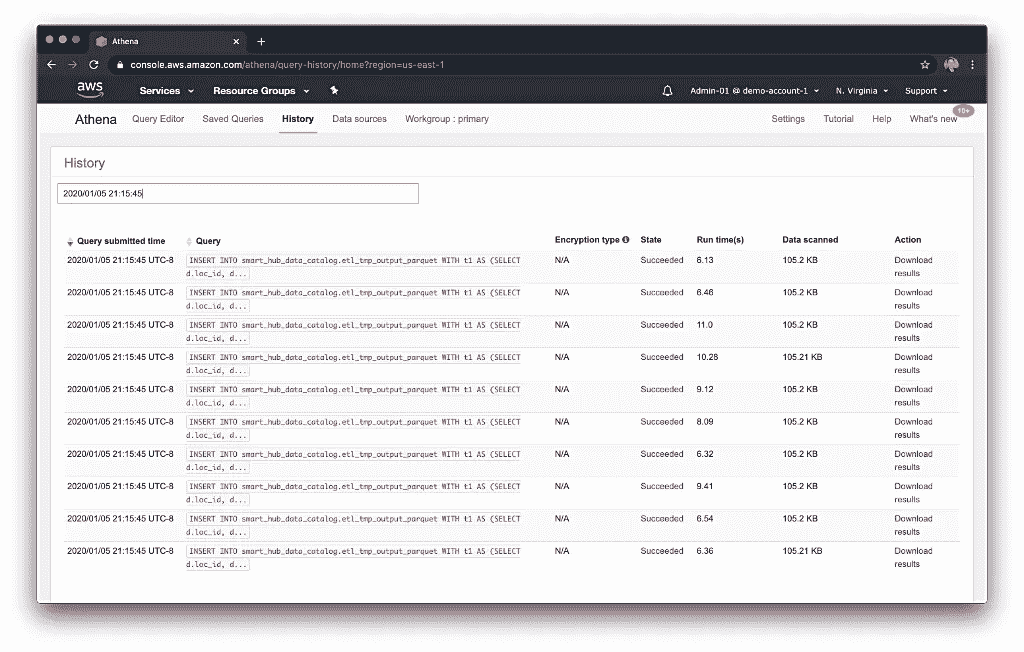 Athena
console.aws.amazon.com/athena/query-history/home?region=us-east-1
aws Services Resource Groups Admin-01 @ demo-account-1 N. Virginia Support
Athena Query Editor Saved Queries History Data sources Workgroup : primary Settings Tutorial Help What's new 10+
History
2020/01/05 21:15:45
Query submitted time Query Encryption type State Run time(s) Data scanned Action
2020/01/05 21:15:45 UTC-8 INSERT INTO smart_hub_data_catalog.etl_tmp_output_parquet WITH t1 AS (SELECT N/A Succeeded 6.13 105.2 KB Download
d.loc_id, d... results
2020/01/05 21:15:45 UTC-8 INSERT INTO smart_hub_data_catalog.etl_tmp_output_parquet WITH t1 AS (SELECT N/A Succeeded 6.46 105.2 KB Download
d.loc_id, d... results
2020/01/05 21:15:45 UTC-8 INSERT INTO smart_hub_data_catalog.etl_tmp_output_parquet WITH t1 AS (SELECT N/A Succeeded 11.0 105.2 KB Download
d.loc_id, d... results
2020/01/05 21:15:45 UTC-8 INSERT INTO smart_hub_data_catalog.etl_tmp_output_parquet WITH t1 AS (SELECT N/A Succeeded 10.28 105.21 KB Download
d.loc_id, d... results
2020/01/05 21:15:45 UTC-8 INSERT INTO smart_hub_data_catalog.etl_tmp_output_parquet WITH t1 AS (SELECT N/A Succeeded 9.12 105.2 KB Download
d.loc_id, d... results
2020/01/05 21:15:45 UTC-8 INSERT INTO smart_hub_data_catalog.etl_tmp_output_parquet WITH t1 AS (SELECT N/A Succeeded 8.09 105.2 KB Download
d.loc_id, d... results
2020/01/05 21:15:45 UTC-8 INSERT INTO smart_hub_data_catalog.etl_tmp_output_parquet WITH t1 AS (SELECT N/A Succeeded 6.32 105.2 KB Download
d.loc_id, d... results
2020/01/05 21:15:45 UTC-8 INSERT INTO smart_hub_data_catalog.etl_tmp_output_parquet WITH t1 AS (SELECT N/A Succeeded 9.41 105.2 KB Download
d.loc_id, d... results
2020/01/05 21:15:45 UTC-8 INSERT INTO smart_hub_data_catalog.etl_tmp_output_parquet WITH t1 AS (SELECT N/A Succeeded 6.54 105.2 KB Download
d.loc_id, d... results
2020/01/05 21:15:45 UTC-8 INSERT INTO smart_hub_data_catalog.etl_tmp_output_parquet WITH t1 AS (SELECT N/A Succeeded 6.36 105.21 KB Download
d.loc_id, d... results